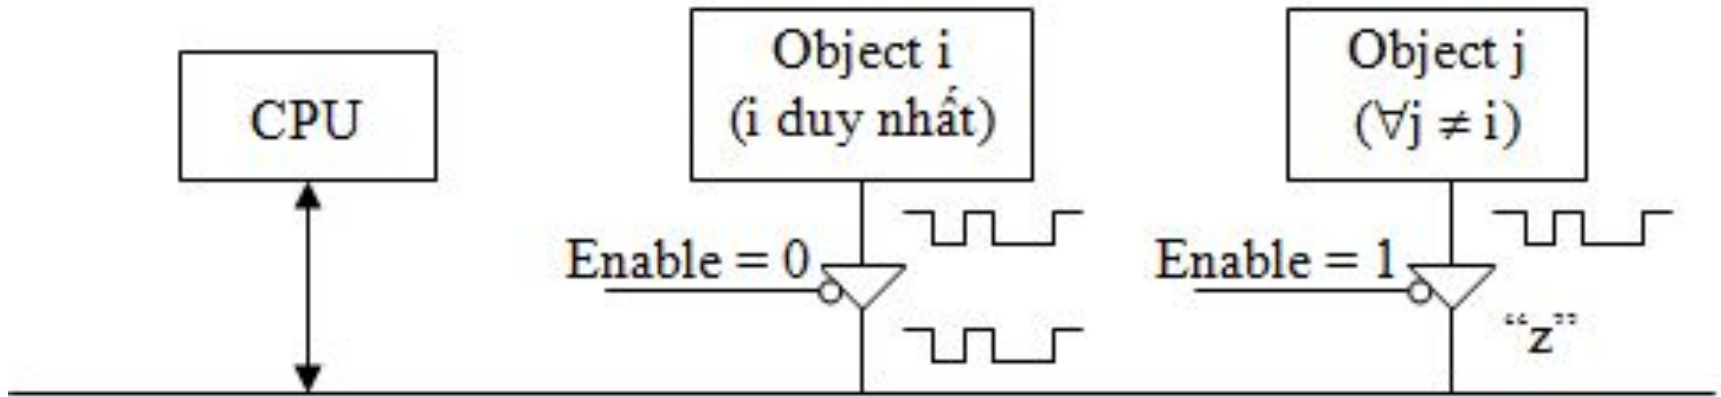 CPU
Object i
(i duy nhất)
Object j
(∀j ≠ i)
Enable = 0
Enable = 1
“z”